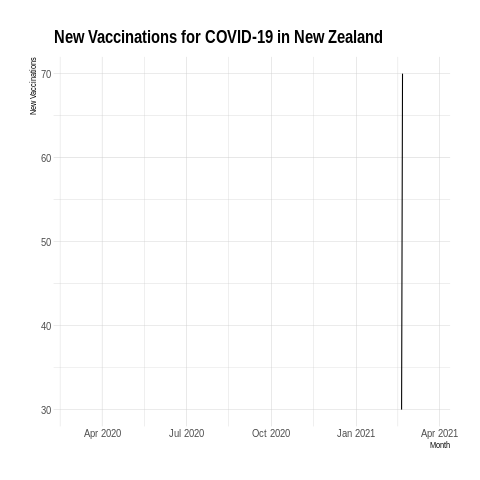 New Vaccinations for COVID-19 in New Zealand
New Vaccinations
70
60
50
40
30
Apr 2020 Jul 2020 Oct 2020 Jan 2021 Apr 2021
Month